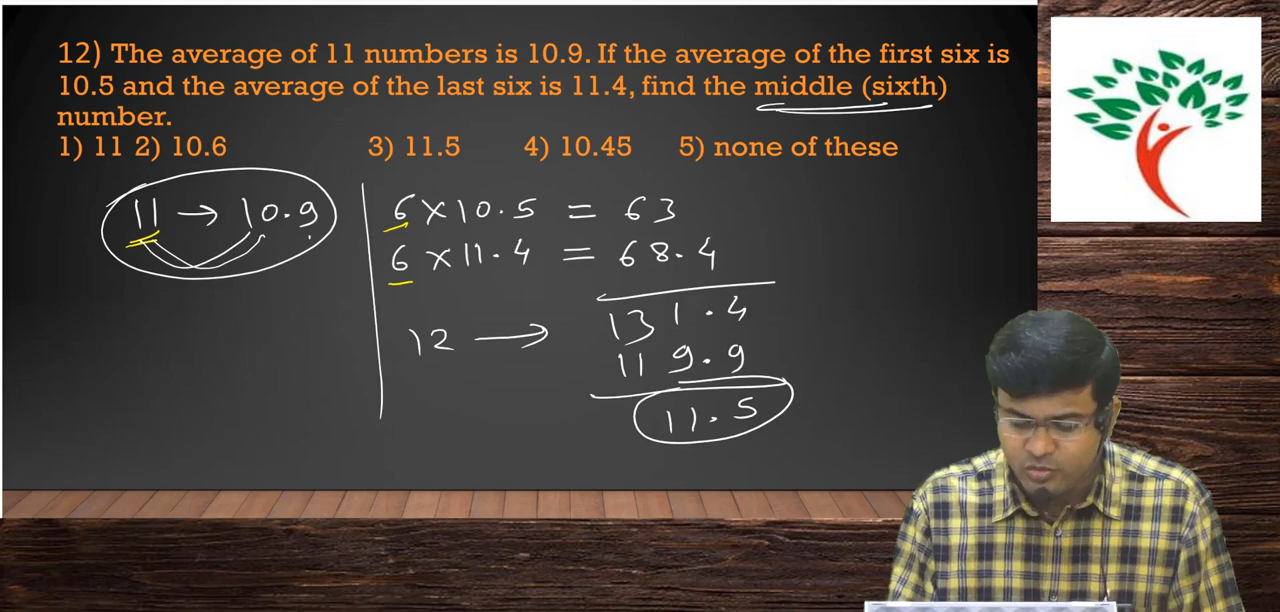 12) The average of 11 numbers is 10.9. If the average of the first six is
10.5 and the average of the last six is 11.4, find the middle (sixth)
number.
1) 11 2) 10.6 3) 11.5 4) 10.45 5) none of these
11 → 10.9
6 × 10.5 = 63
6 × 11.4 = 68.4
12 → 131.4
119.9
11.5